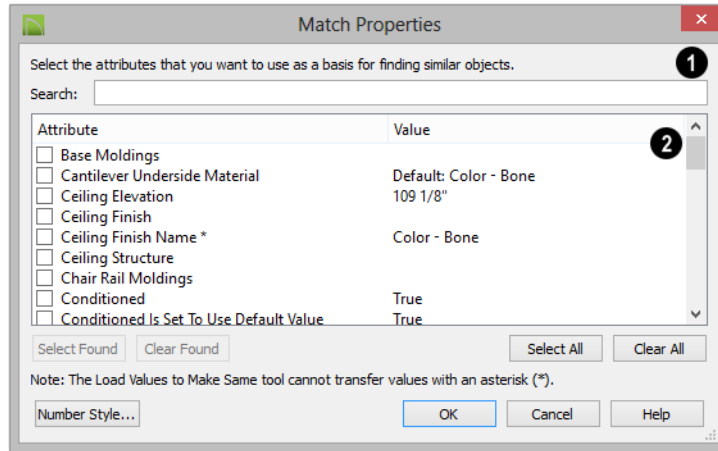 Match Properties
×
Select the attributes that you want to use as a basis for finding similar objects.
1
Search:
Attribute Value
2
Base Moldings
Cantilever Underside Material Default: Color - Bone
Ceiling Elevation 109 1/8"
Ceiling Finish
Ceiling Finish Name * Color - Bone
Ceiling Structure
Chair Rail Moldings
Conditioned True
Conditioned Is Set To Use Default Value True
Select Found Clear Found Select All Clear All
Note: The Load Values to Make Same tool cannot transfer values with an asterisk (*).
Number Style... OK Cancel Help